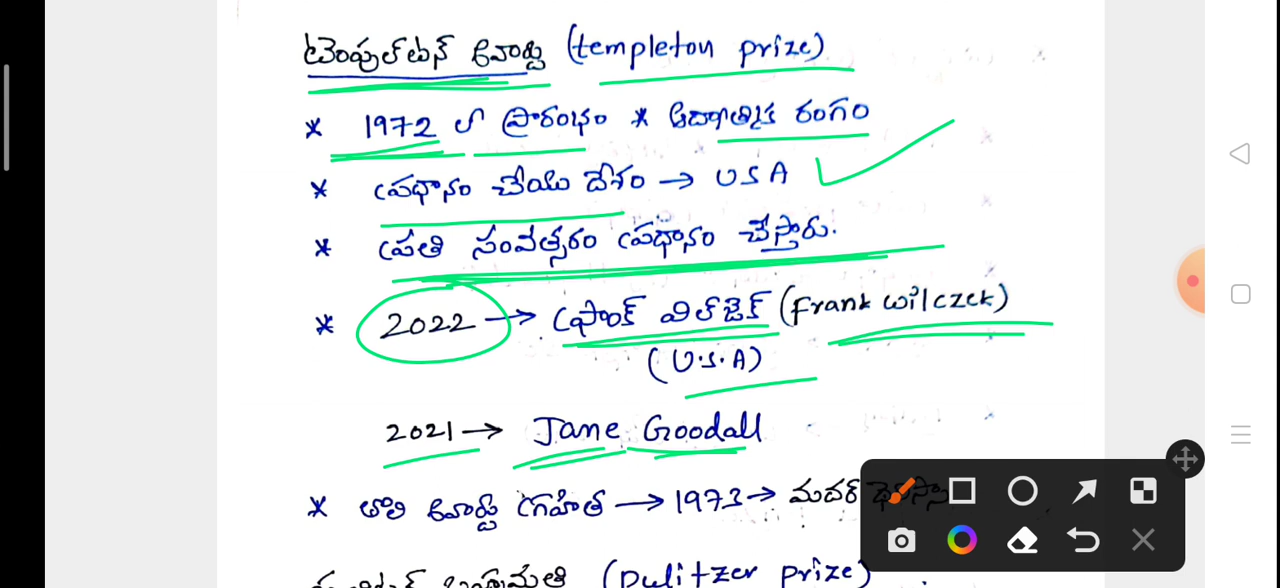 టెంపుల్టన్ అవార్డు (templeton prize)
* 1972 లో ప్రారంభం * ఆధ్యాత్మిక రంగం
* ప్రధానం చేయు దేశం → USA
* ప్రతి సంవత్సరం ప్రధానం చేస్తారు.
* 2022 → ఫ్రాంక్ విల్‌జెక్ (frank wilczek)
(U.S.A)
2021 → Jane Goodall
* తొలి అవార్డ్ గ్రహీత → 1973 → మదర్
(pulitzer prize)